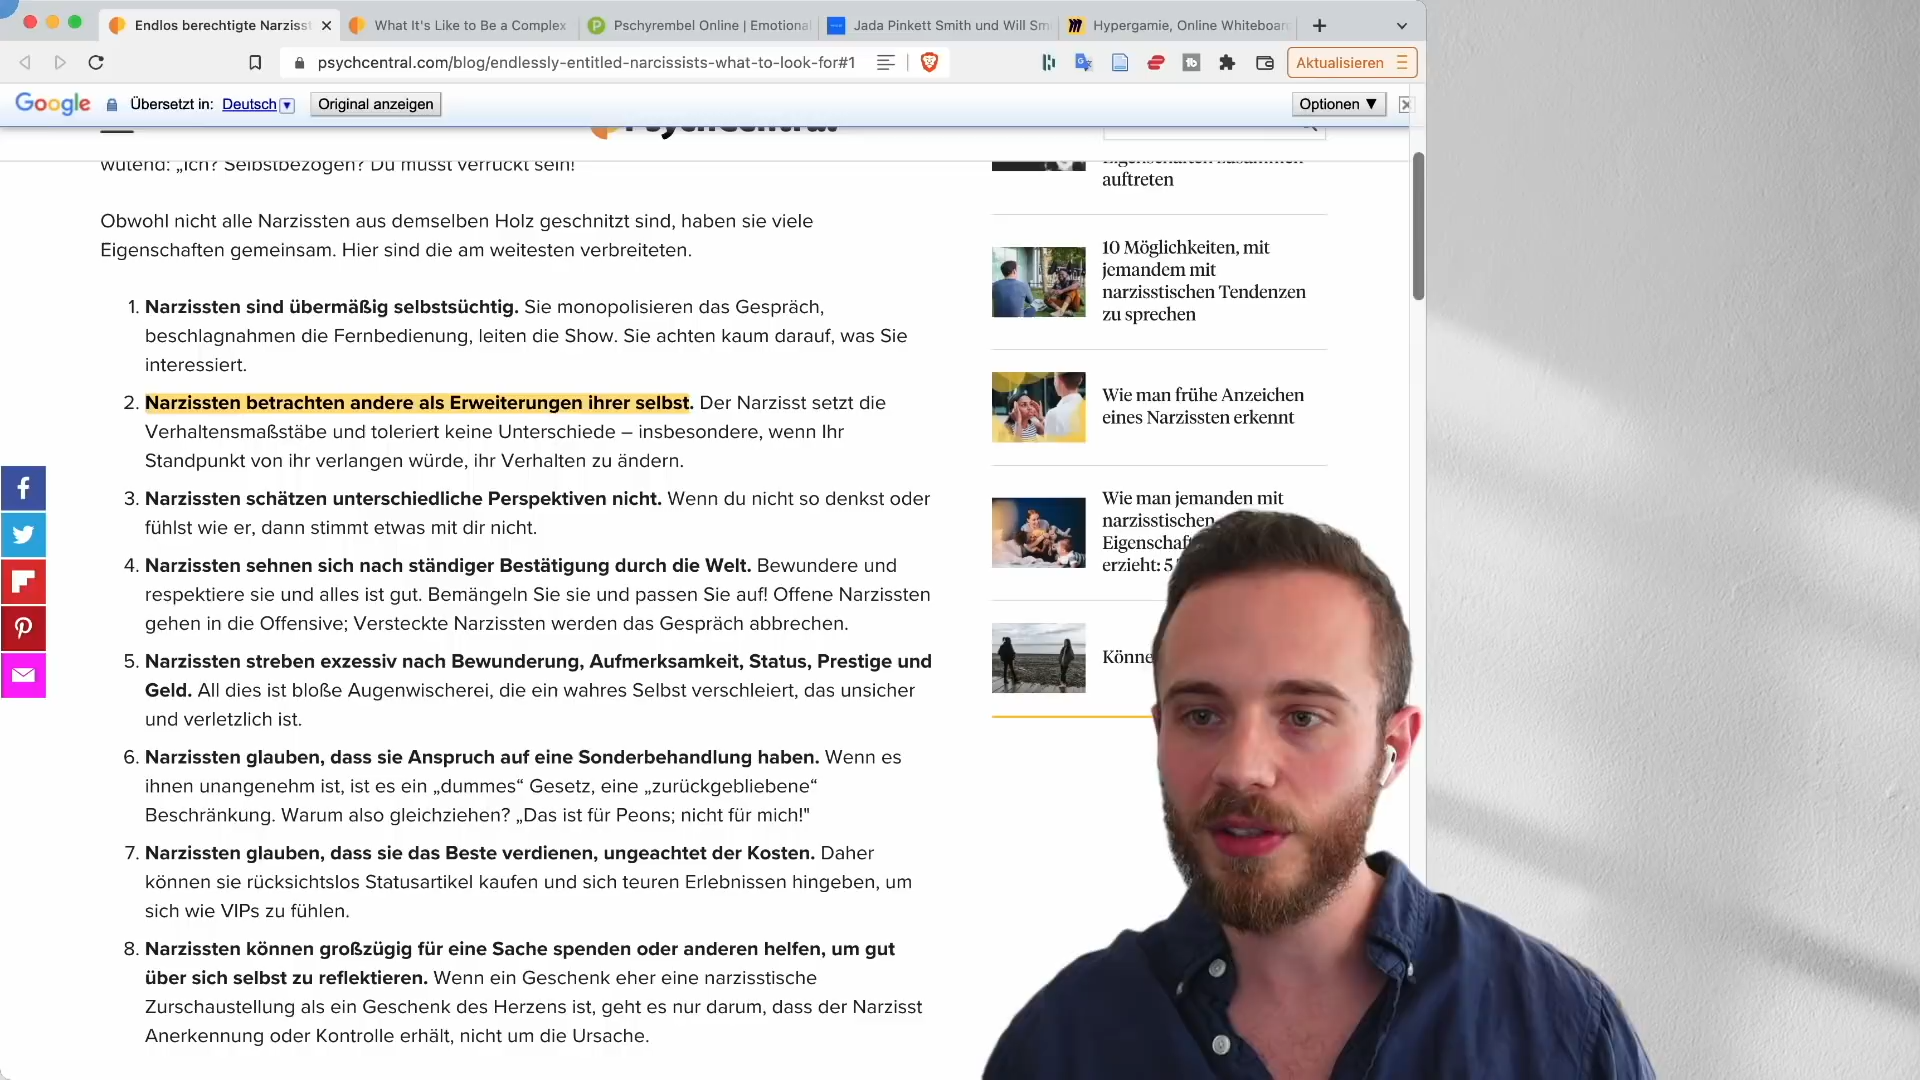 Endlos berechtigte Narzisst
What It's Like to Be a Complex
Pschyrembel Online | Emotional
Jada Pinkett Smith und Will Sm
Hypergamie, Online Whiteboard
psychcentral.com/blog/endlessly-entitled-narcissists-what-to-look-for#1
Aktualisieren
Google
Übersetzt in: Deutsch
Original anzeigen
Optionen ▼
PsychCentral
wütend: „Ich? Selbstbezogen? Du musst verrückt sein!
Obwohl nicht alle Narzissten aus demselben Holz geschnitzt sind, haben sie viele
Eigenschaften gemeinsam. Hier sind die am weitesten verbreiteten.
1. Narzissten sind übermäßig selbstsüchtig. Sie monopolisieren das Gespräch,
beschlagnahmen die Fernbedienung, leiten die Show. Sie achten kaum darauf, was Sie
interessiert.
2. Narzissten betrachten andere als Erweiterungen ihrer selbst. Der Narzisst setzt die
Verhaltensmaßstäbe und toleriert keine Unterschiede – insbesondere, wenn Ihr
Standpunkt von ihr verlangen würde, ihr Verhalten zu ändern.
3. Narzissten schätzen unterschiedliche Perspektiven nicht. Wenn du nicht so denkst oder
fühlst wie er, dann stimmt etwas mit dir nicht.
4. Narzissten sehnen sich nach ständiger Bestätigung durch die Welt. Bewundere und
respektiere sie und alles ist gut. Bemängeln Sie sie und passen Sie auf! Offene Narzissten
gehen in die Offensive; Versteckte Narzissten werden das Gespräch abbrechen.
5. Narzissten streben exzessiv nach Bewunderung, Aufmerksamkeit, Status, Prestige und
Geld. All dies ist bloße Augenwischerei, die ein wahres Selbst verschleiert, das unsicher
und verletzlich ist.
6. Narzissten glauben, dass sie Anspruch auf eine Sonderbehandlung haben. Wenn es
ihnen unangenehm ist, ist es ein „dummes“ Gesetz, eine „zurückgebliebene“
Beschränkung. Warum also gleichziehen? „Das ist für Peons; nicht für mich!"
7. Narzissten glauben, dass sie das Beste verdienen, ungeachtet der Kosten. Daher
können sie rücksichtslos Statusartikel kaufen und sich teuren Erlebnissen hingeben, um
sich wie VIPs zu fühlen.
8. Narzissten können großzügig für eine Sache spenden oder anderen helfen, um gut
über sich selbst zu reflektieren. Wenn ein Geschenk eher eine narzisstische
Zurschaustellung als ein Geschenk des Herzens ist, geht es nur darum, dass der Narzisst
Anerkennung oder Kontrolle erhält, nicht um die Ursache.
Eigenschaften zusammen
auftreten
10 Möglichkeiten, mit
jemandem mit
narzisstischen Tendenzen
zu sprechen
Wie man frühe Anzeichen
eines Narzissten erkennt
Wie man jemanden mit
narzisstischen
Eigenschaf
erzieht: 5
Könne